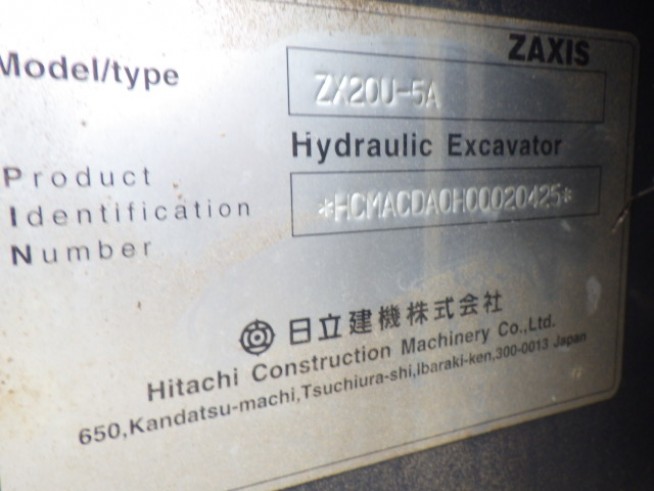 ZAXIS
Model/type
ZX20U-5A
Hydraulic Excavator
Product
Identification
Number
*HCMACDA0H00020425*
日立建機株式会社
Hitachi Construction Machinery Co.,Ltd.
650,Kandatsu-machi,Tsuchiura-shi,Ibaraki-ken,300-0013 Japan